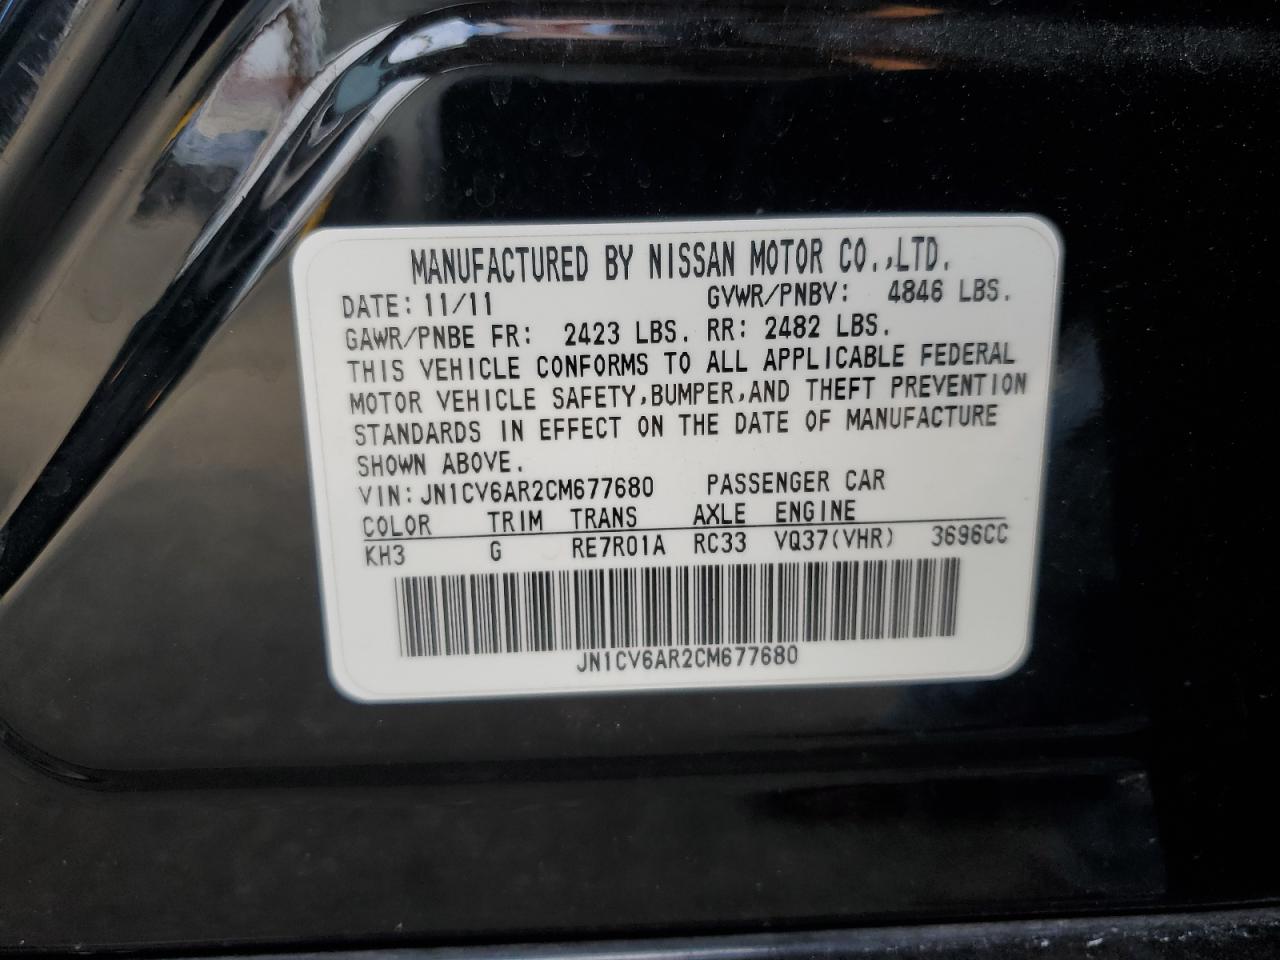 MANUFACTURED BY NISSAN MOTOR CO.,LTD.
DATE: 11/11 GVWR/PNBV: 4846 LBS.
GAWR/PNBE FR: 2423 LBS. RR: 2482 LBS.
THIS VEHICLE CONFORMS TO ALL APPLICABLE FEDERAL
MOTOR VEHICLE SAFETY,BUMPER,AND THEFT PREVENTION
STANDARDS IN EFFECT ON THE DATE OF MANUFACTURE
SHOWN ABOVE.
VIN: JN1CV6AR2CM677680 PASSENGER CAR
COLOR TRIM TRANS AXLE ENGINE
KH3 G RE7R01A RC33 VQ37(VHR) 3696CC
JN1CV6AR2CM677680